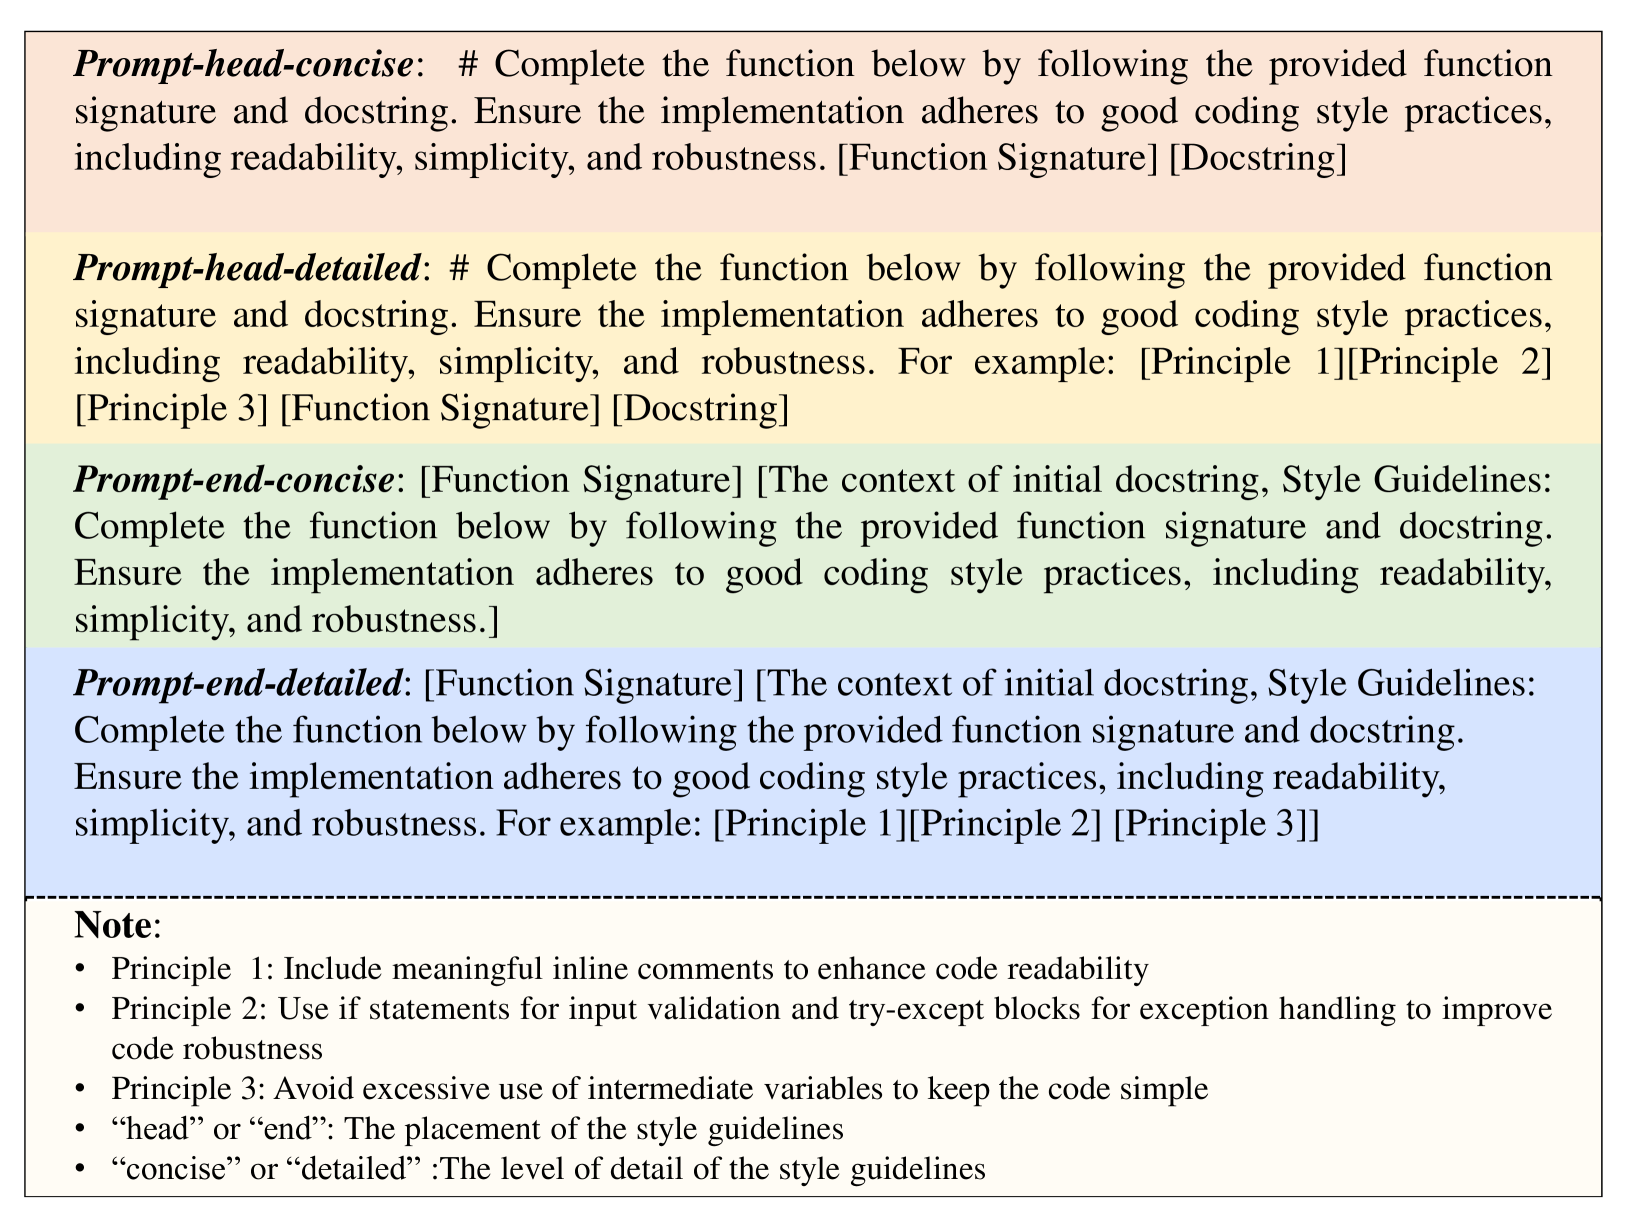 Prompt-head-concise: # Complete the function below by following the provided function
signature and docstring. Ensure the implementation adheres to good coding style practices,
including readability, simplicity, and robustness. [Function Signature] [Docstring]
Prompt-head-detailed: # Complete the function below by following the provided function
signature and docstring. Ensure the implementation adheres to good coding style practices,
including readability, simplicity, and robustness. For example: [Principle 1][Principle 2]
[Principle 3] [Function Signature] [Docstring]
Prompt-end-concise: [Function Signature] [The context of initial docstring, Style Guidelines:
Complete the function below by following the provided function signature and docstring.
Ensure the implementation adheres to good coding style practices, including readability,
simplicity, and robustness.]
Prompt-end-detailed: [Function Signature] [The context of initial docstring, Style Guidelines:
Complete the function below by following the provided function signature and docstring.
Ensure the implementation adheres to good coding style practices, including readability,
simplicity, and robustness. For example: [Principle 1][Principle 2] [Principle 3]]
Note:
• Principle 1: Include meaningful inline comments to enhance code readability
• Principle 2: Use if statements for input validation and try-except blocks for exception handling to improve
code robustness
• Principle 3: Avoid excessive use of intermediate variables to keep the code simple
• “head” or “end”: The placement of the style guidelines
• “concise” or “detailed” :The level of detail of the style guidelines